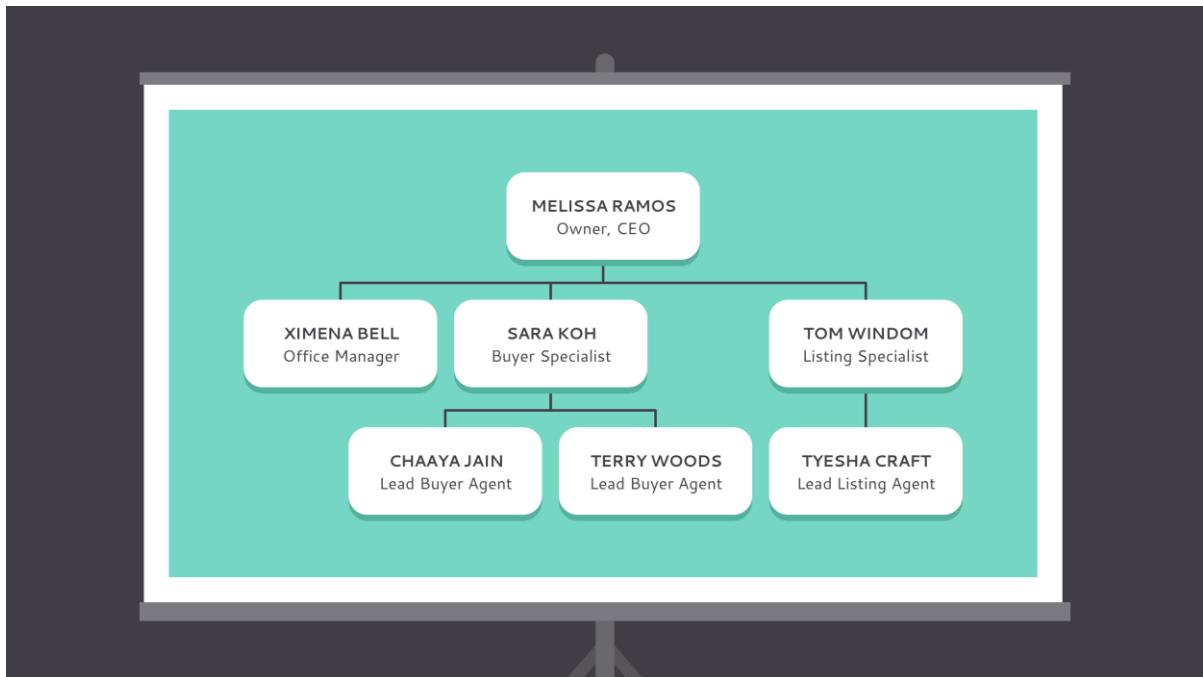 MELISSA RAMOS
Owner, CEO
XIMENA BELL
Office Manager
SARA KOH
Buyer Specialist
TOM WINDOM
Listing Specialist
CHAAYA JAIN
Lead Buyer Agent
TERRY WOODS
Lead Buyer Agent
TYESHA CRAFT
Lead Listing Agent